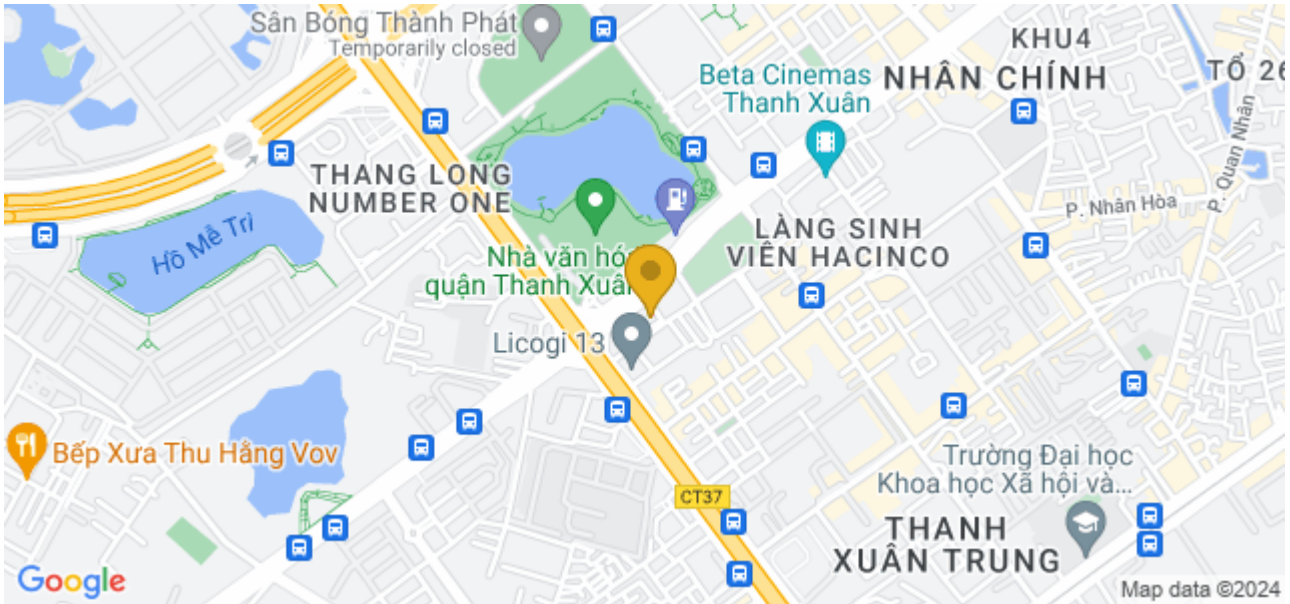 Sân Bóng Thành Phát
Temporarily closed
KHU4
Beta Cinemas
Thanh Xuân
NHÂN CHÍNH
TỔ 26
THANG LONG
NUMBER ONE
P. Quan Nhân
P. Nhân Hòa
Hồ Mễ Trì
LÀNG SINH
VIÊN HACINCO
Nhà văn hó
quận Thanh Xuâ
Licogi 13
Bếp Xưa Thu Hằng Vov
Trường Đại học
Khoa học Xã hội và...
CT37
THANH
XUÂN TRUNG
Google
Map data ©2024